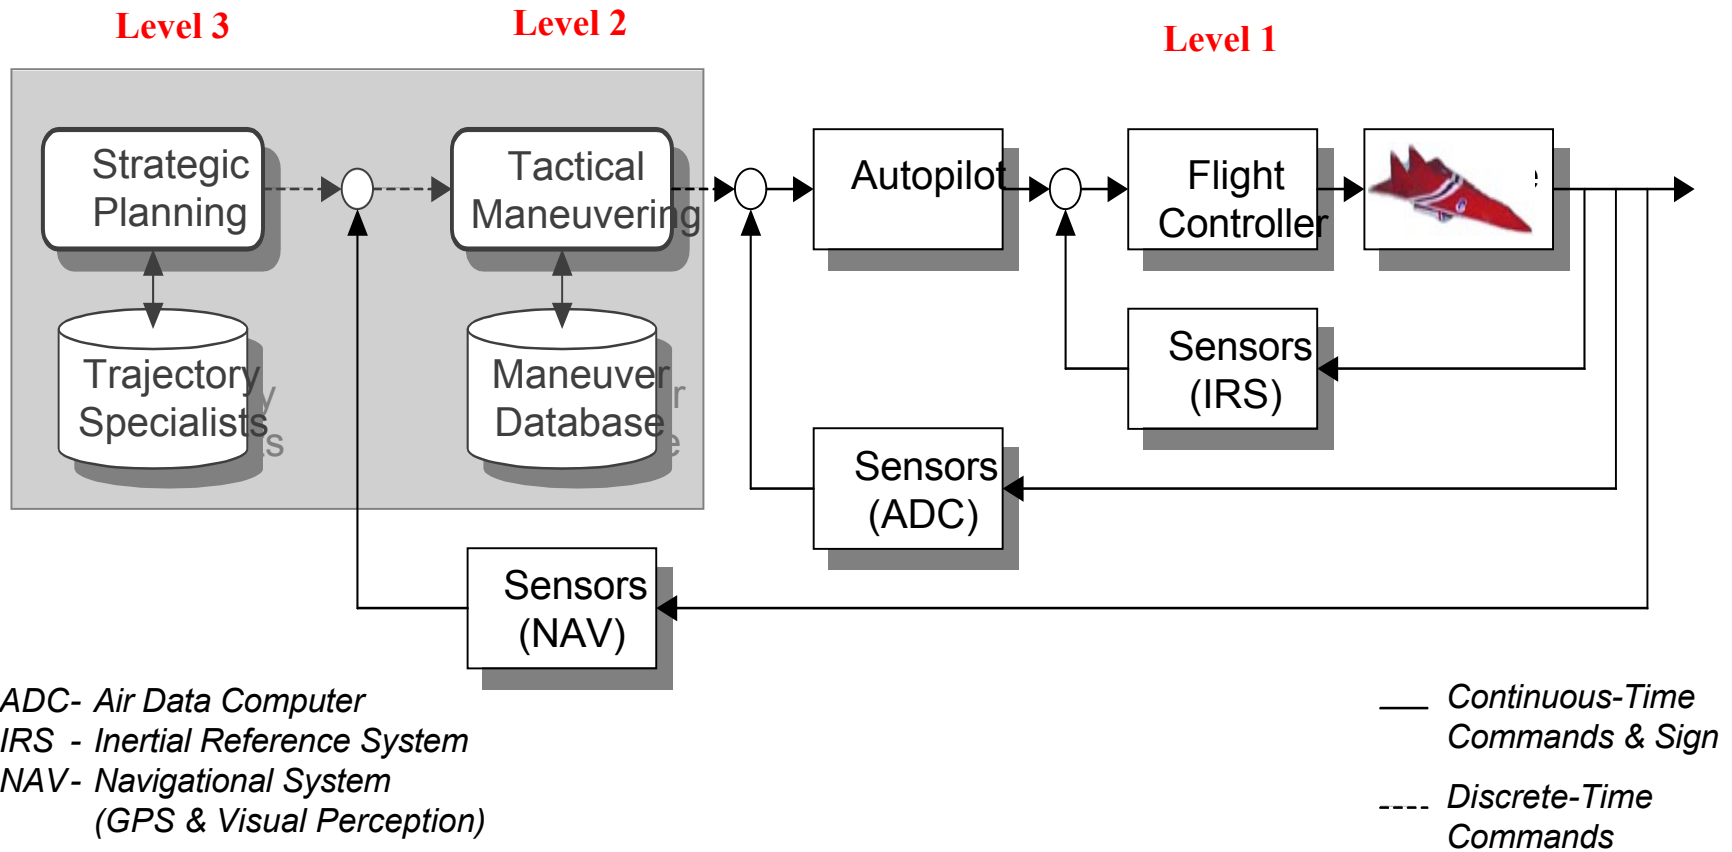 Level 3
Level 2
Level 1
Strategic
Planning
Tactical
Maneuvering
Autopilot
Flight
Controller
Trajectory
Specialists
Maneuver
Database
Sensors
(IRS)
Sensors
(ADC)
Sensors
(NAV)
ADC- Air Data Computer
IRS - Inertial Reference System
NAV- Navigational System
(GPS & Visual Perception)
Continuous-Time
Commands & Sign
Discrete-Time
Commands